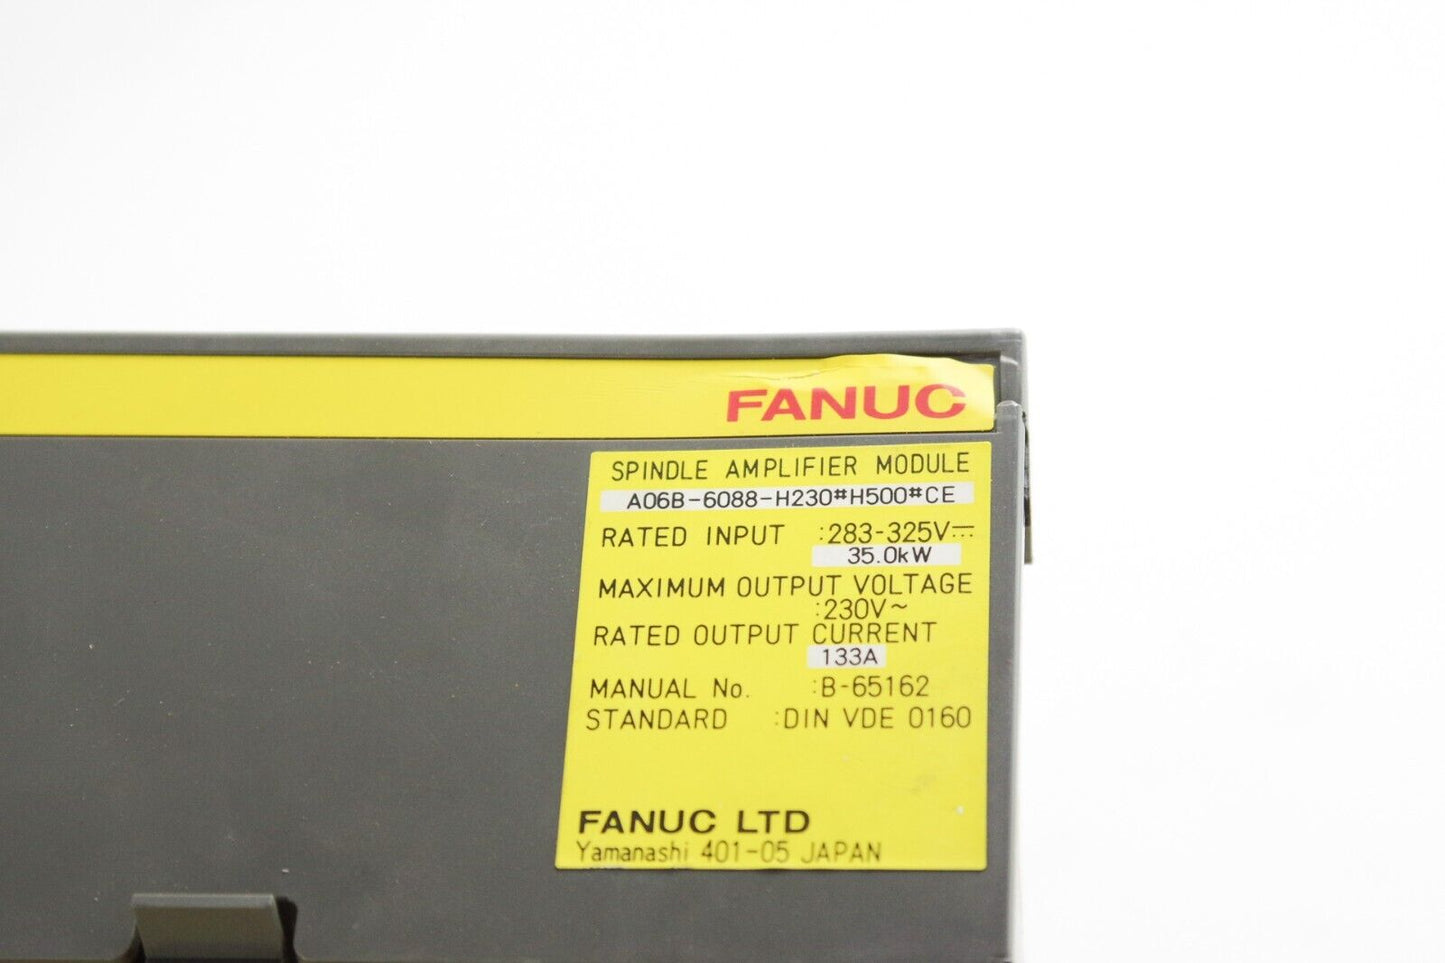 FANUC
SPINDLE AMPLIFIER MODULE
A06B-6088-H230#H500#CE
RATED INPUT :283-325V⎓
35.0kW
MAXIMUM OUTPUT VOLTAGE
:230V~
RATED OUTPUT CURRENT
133A
MANUAL No. :B-65162
STANDARD :DIN VDE 0160
FANUC LTD
Yamanashi 401-05 JAPAN